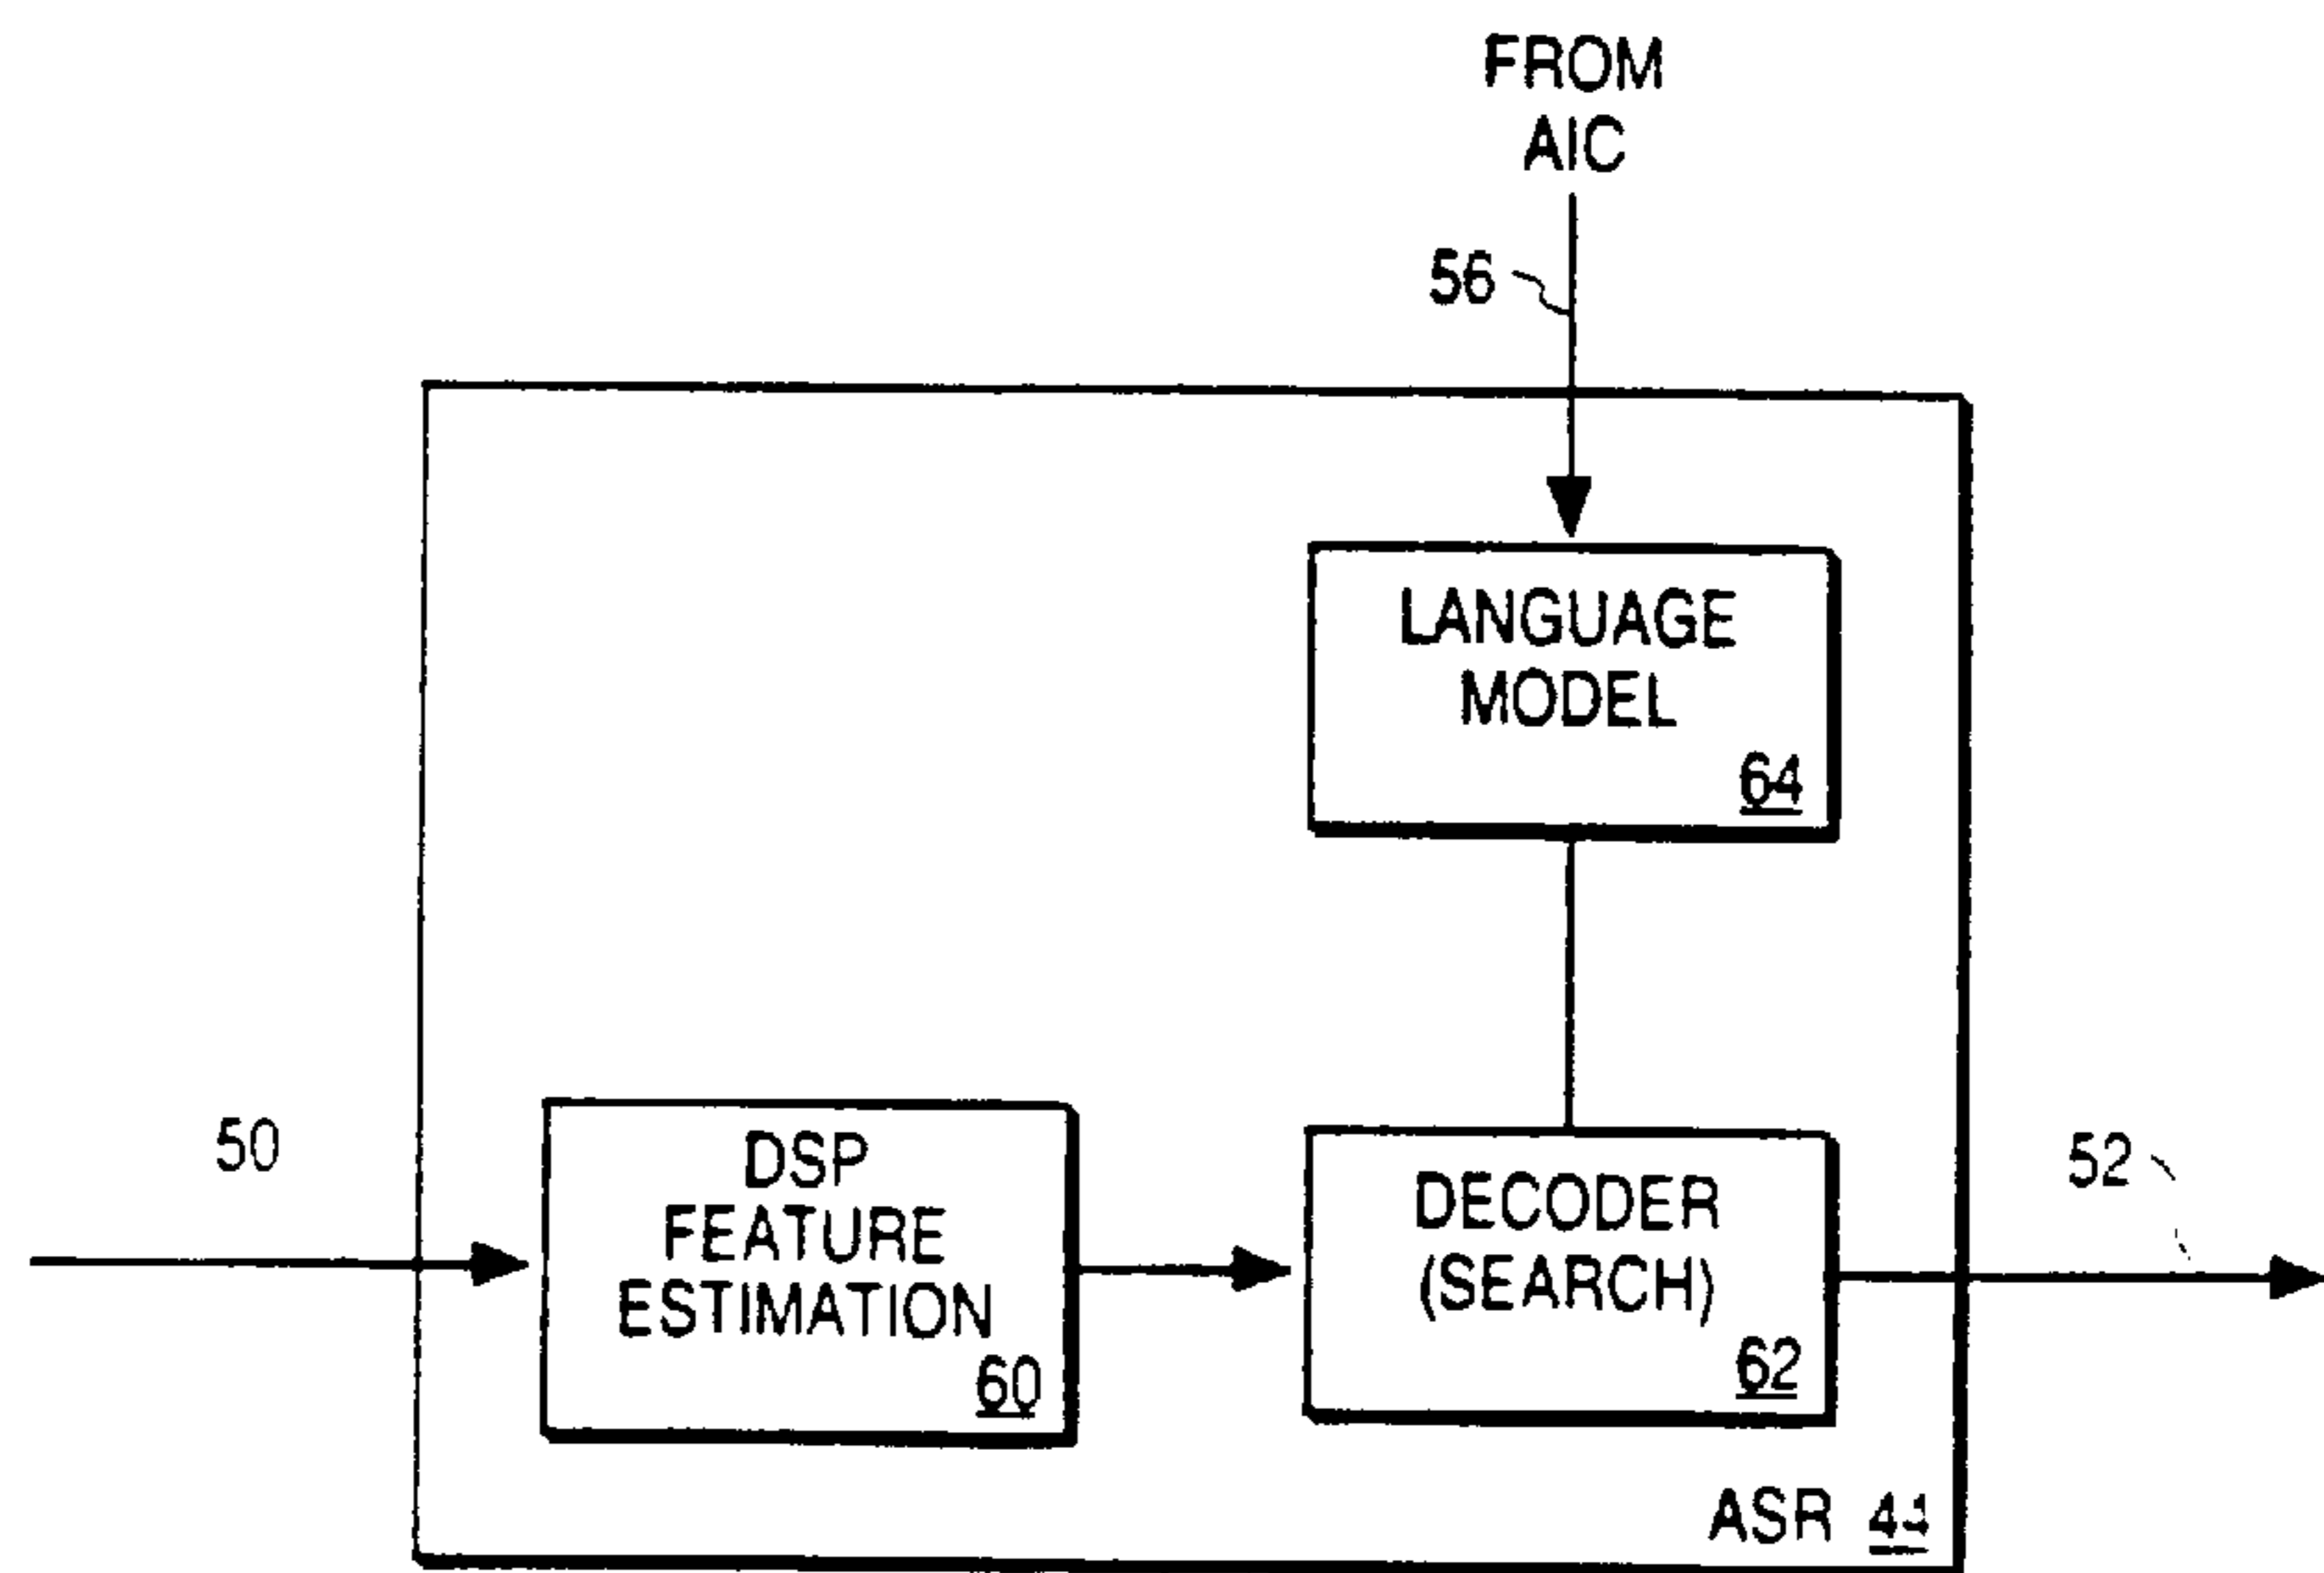 FROM
AIC
56
LANGUAGE
MODEL
64
50
DSP
FEATURE
ESTIMATION
60
DECODER
(SEARCH)
62
52
ASR 44